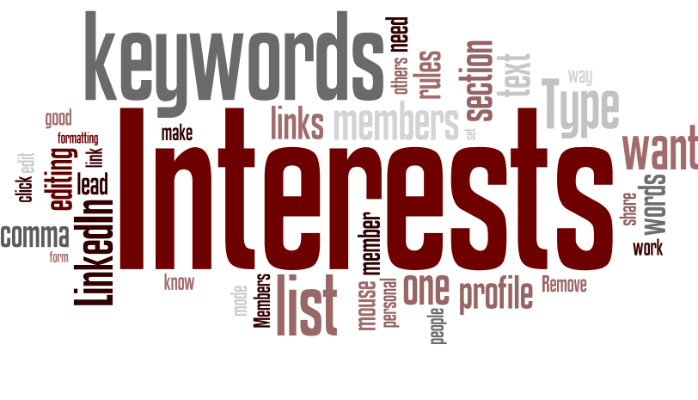 keywords
others
need
rules
section
text
way
Type
good
formatting
make
links
members
set
want
edit
click
link
editing
lead
Interests
share
words
comma
LinkedIn
member
work
form
know
mode
Members
list
mouse
personal
one
people
profile
Remove